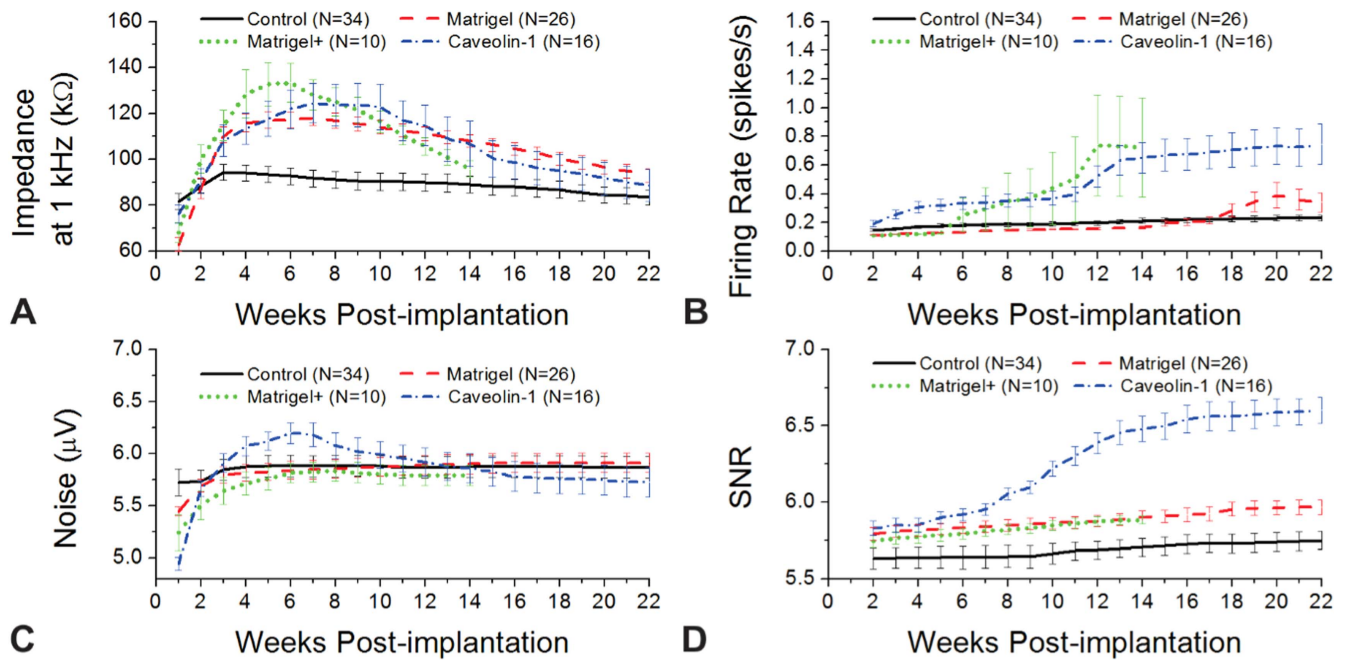 Control (N=34) Matrigel (N=26)
Matrigel+ (N=10) Caveolin-1 (N=16)
160
140
120
100
80
60
Impedance
at 1 kHz (kΩ)
0 2 4 6 8 10 12 14 16 18 20 22
Weeks Post-implantation
A
Control (N=34) Matrigel (N=26)
Matrigel+ (N=10) Caveolin-1 (N=16)
1.6
1.4
1.2
1.0
0.8
0.6
0.4
0.2
0.0
Firing Rate (spikes/s)
0 2 4 6 8 10 12 14 16 18 20 22
Weeks Post-implantation
B
Control (N=34) Matrigel (N=26)
Matrigel+ (N=10) Caveolin-1 (N=16)
7.0
6.5
6.0
5.5
5.0
Noise (μV)
0 2 4 6 8 10 12 14 16 18 20 22
Weeks Post-implantation
C
Control (N=34) Matrigel (N=26)
Matrigel+ (N=10) Caveolin-1 (N=16)
7.0
6.5
6.0
5.5
SNR
0 2 4 6 8 10 12 14 16 18 20 22
Weeks Post-implantation
D